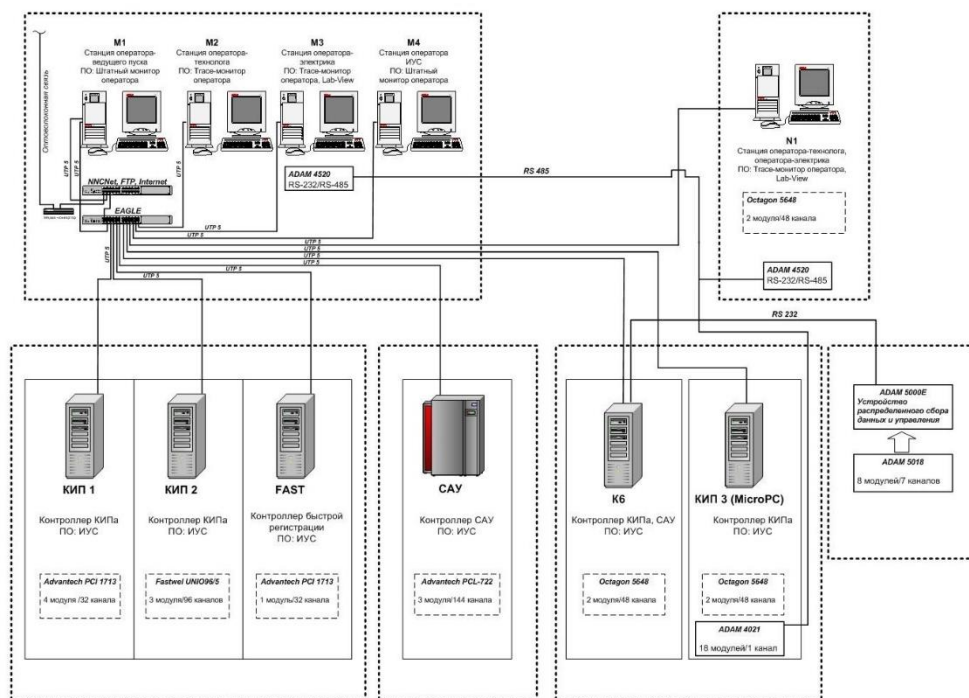 M1
Станция оператора-
ведущего пуска
ПО: Штатный монитор
оператора
M2
Станция оператора-
технолога
ПО: Trace-монитор
оператора
M3
Станция оператора-
электрика
ПО: Trace-монитор
оператора, Lab-View
M4
Станция оператора
ИУС
ПО: Штатный
монитор оператора
Оптоволоконная связь
UTP 5
UTP 5
UTP 5
UTP 5
UTP 5
NNCNet, FTP, Internet
EAGLE
ADAM 4520
RS-232/RS-485
RS 485
UTP 5
UTP 5
UTP 5
UTP 5
UTP 5
UTP 5
UTP 5
UTP 5
UTP 5
N1
Станция оператора-технолога,
оператора-электрика
ПО: Trace-монитор оператора,
Lab-View
Octagon 5648
2 модуля/48 канала
ADAM 4520
RS-232/RS-485
RS 232
КИП 1
Контроллер КИПа
ПО: ИУС
Advantech PCI 1713
4 модуля /32 канала
КИП 2
Контроллер КИПа
ПО: ИУС
Fastwel UNIO96/5
3 модуля/96 каналов
FAST
Контроллер быстрой
регистрации
ПО: ИУС
Advantech PCI 1713
1 модуль/32 канала
САУ
Контроллер САУ
ПО: ИУС
Advantech PCL-722
3 модуля/144 канала
К6
Контроллер КИПа, САУ
ПО: ИУС
Octagon 5648
2 модуля/48 канала
КИП 3 (MicroPC)
Контроллер КИПа
ПО: ИУС
Octagon 5648
2 модуля/48 канала
ADAM 4021
18 модулей/1 канал
ADAM 5000E
Устройство
распределенного сбора
данных и управления
ADAM 5018
8 модулей/7 каналов